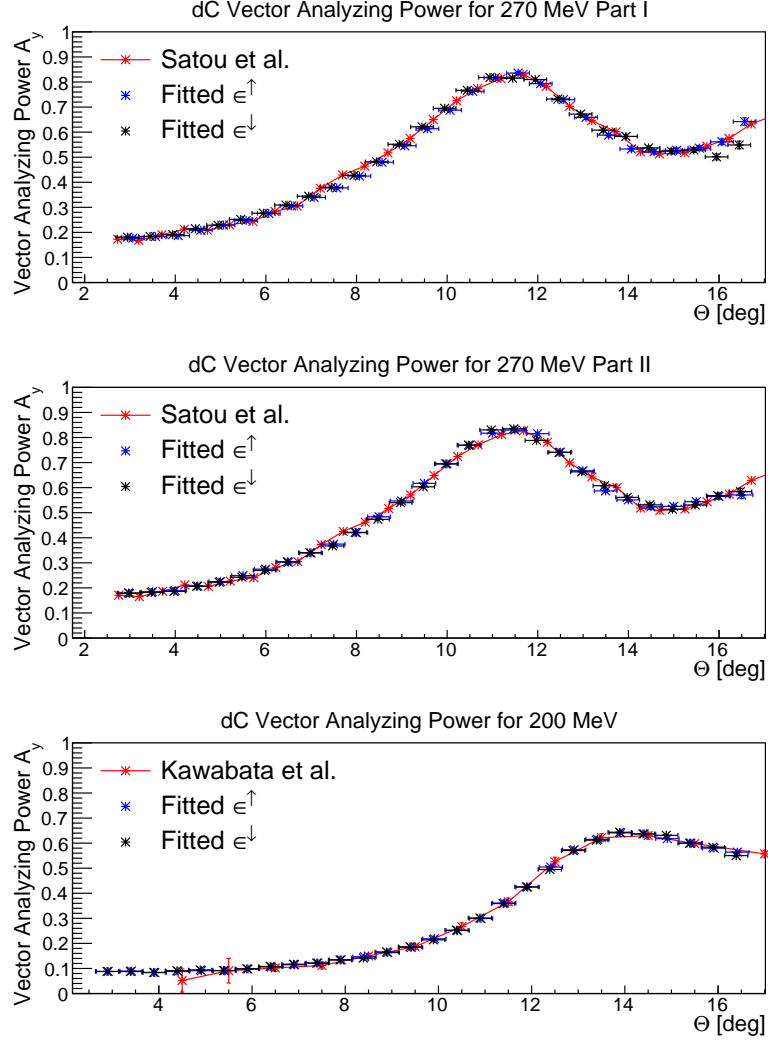 dC Vector Analyzing Power for 270 MeV Part I
Vector Analyzing Power A_y
1
0.9
0.8
0.7
0.6
0.5
0.4
0.3
0.2
0.1
0
Satou et al.
Fitted ϵ↑
Fitted ϵ↓
2 4 6 8 10 12 14 16
Θ [deg]
dC Vector Analyzing Power for 270 MeV Part II
Vector Analyzing Power A_y
1
0.9
0.8
0.7
0.6
0.5
0.4
0.3
0.2
0.1
0
Satou et al.
Fitted ϵ↑
Fitted ϵ↓
2 4 6 8 10 12 14 16
Θ [deg]
dC Vector Analyzing Power for 200 MeV
Vector Analyzing Power A_y
1
0.9
0.8
0.7
0.6
0.5
0.4
0.3
0.2
0.1
0
Kawabata et al.
Fitted ϵ↑
Fitted ϵ↓
4 6 8 10 12 14 16
Θ [deg]